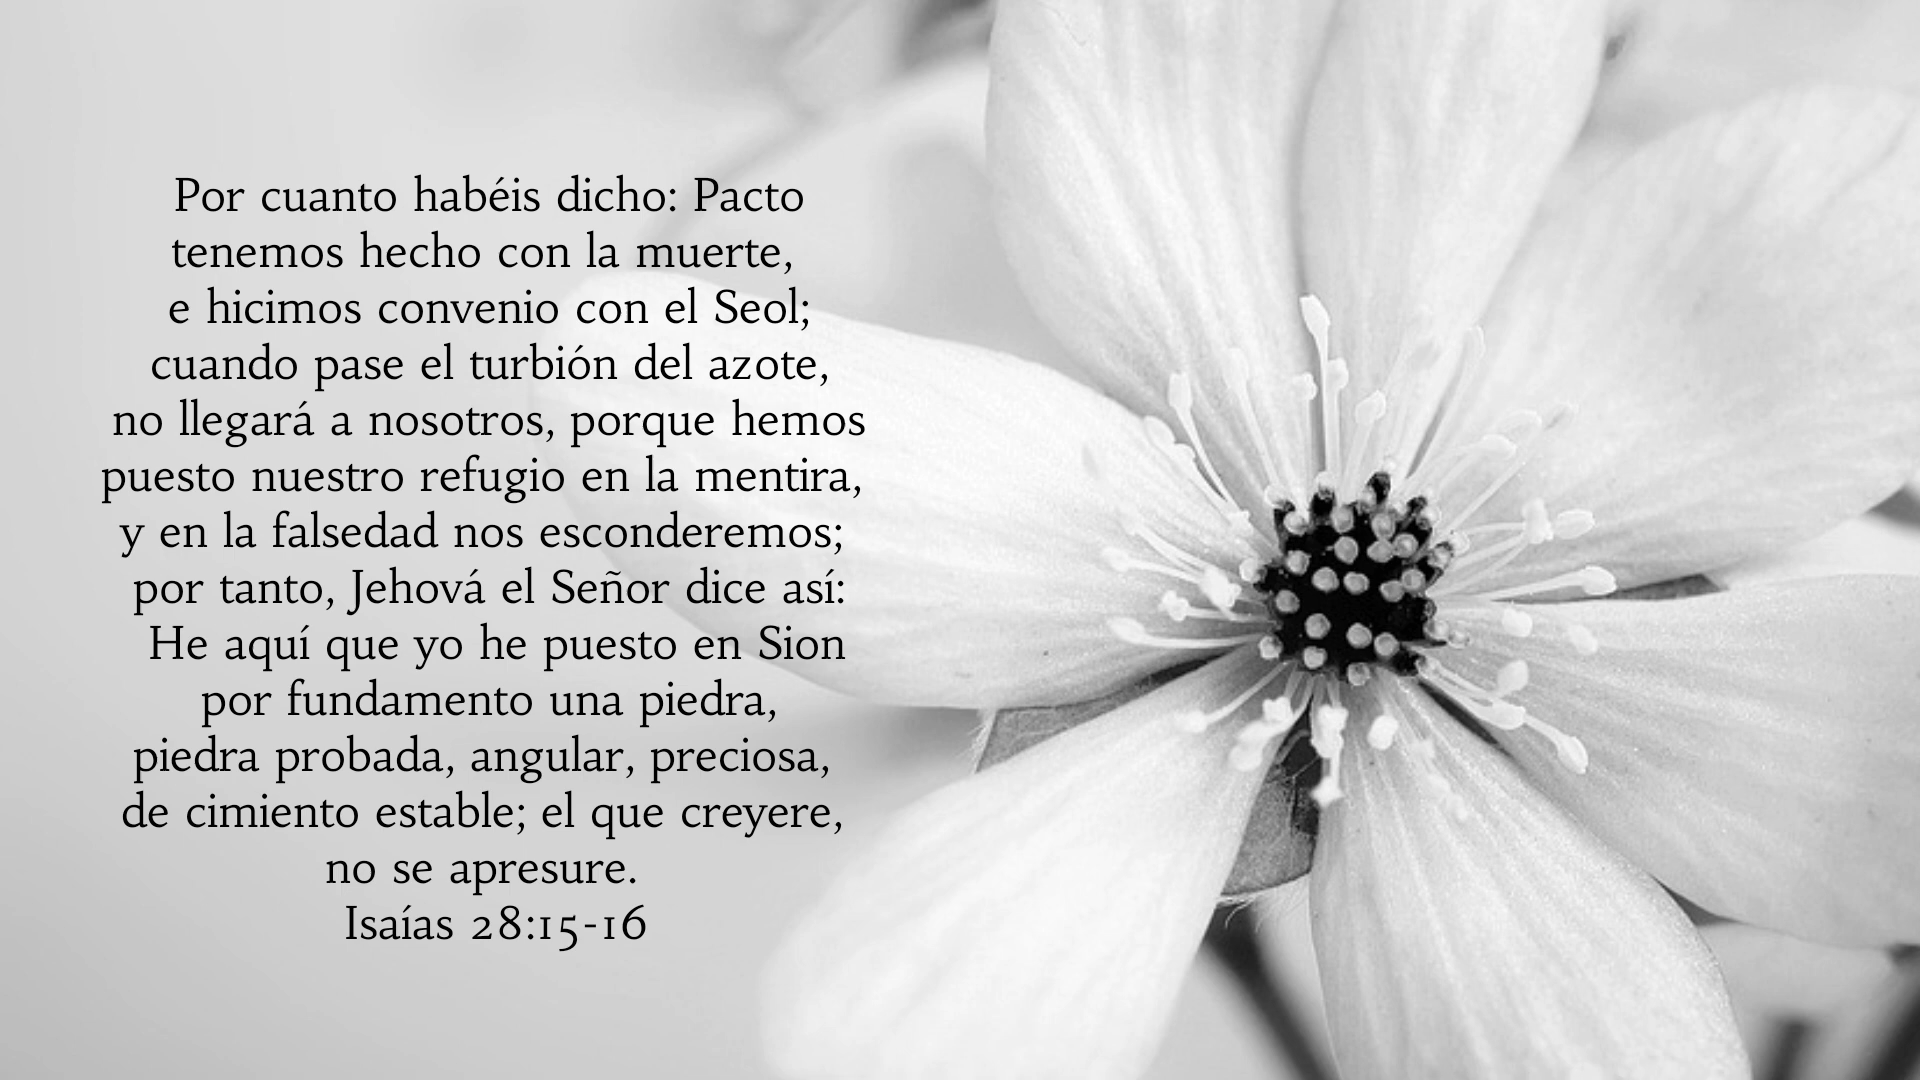 Por cuanto habéis dicho: Pacto
tenemos hecho con la muerte,
e hicimos convenio con el Seol;
cuando pase el turbión del azote,
no llegará a nosotros, porque hemos
puesto nuestro refugio en la mentira,
y en la falsedad nos esconderemos;
por tanto, Jehová el Señor dice así:
He aquí que yo he puesto en Sion
por fundamento una piedra,
piedra probada, angular, preciosa,
de cimiento estable; el que creyere,
no se apresure.
Isaías 28:15-16